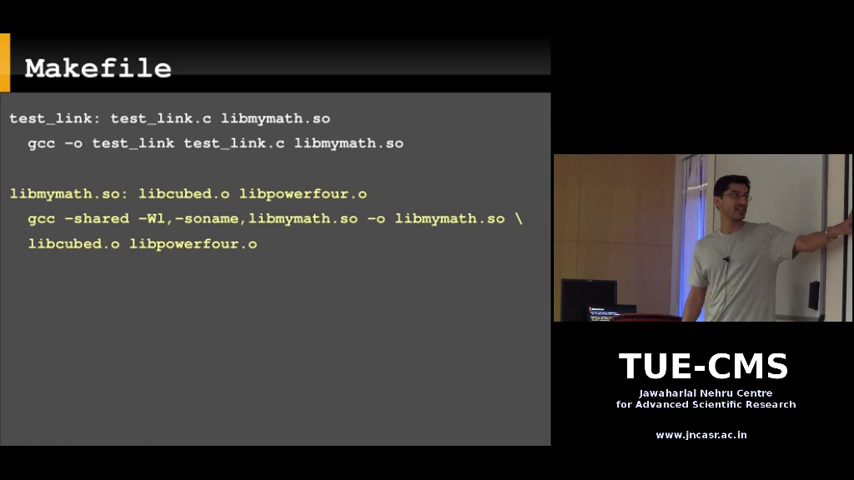 Makefile
test_link: test_link.c libmymath.so
gcc -o test_link test_link.c libmymath.so
libmymath.so: libcubed.o libpowerfour.o
gcc -shared -Wl,-soname,libmymath.so -o libmymath.so \
libcubed.o libpowerfour.o
TUE-CMS
Jawaharlal Nehru Centre
for Advanced Scientific Research
www.jncasr.ac.in